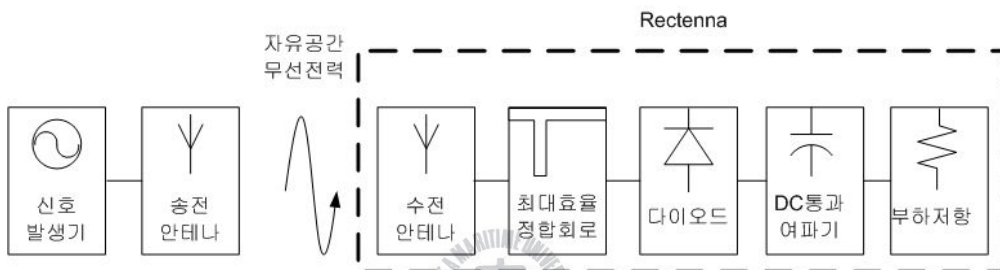 Rectenna
자유공간
무선전력
신호
발생기
송전
안테나
수전
안테나
최대효율
정합회로
다이오드
DC통과
여파기
부하저항
MARITIME UNIVER